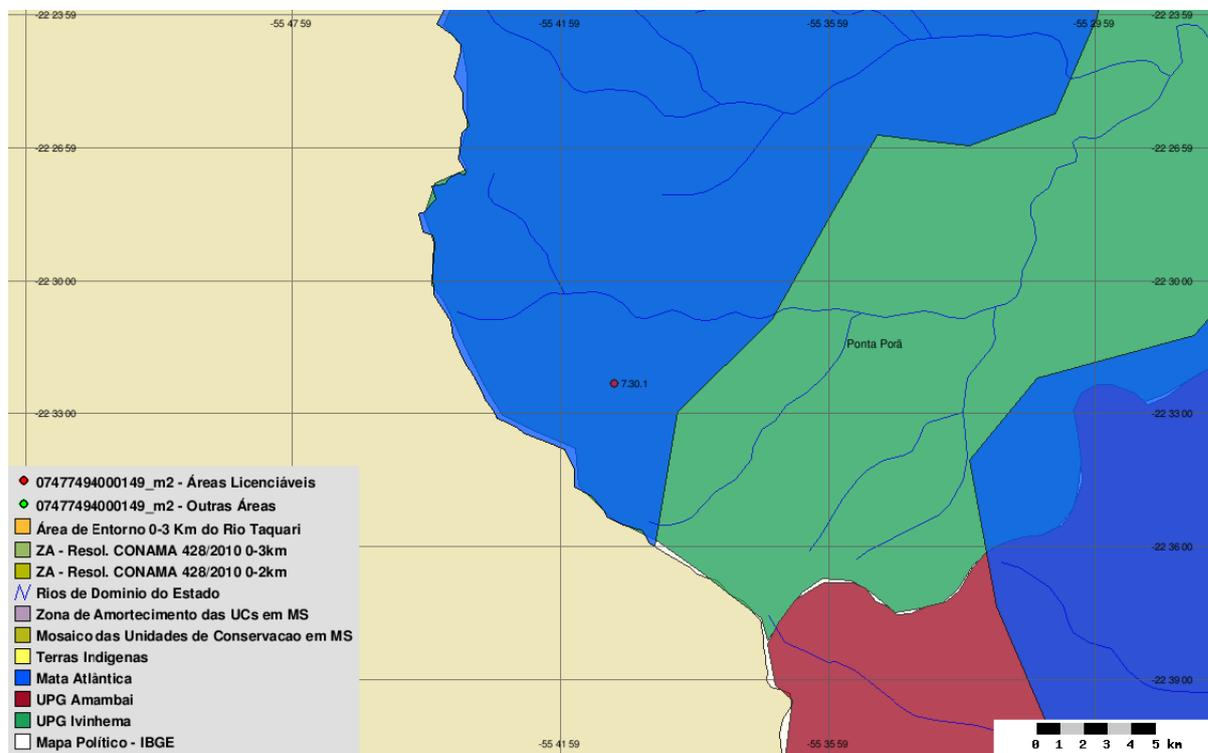 -22 23 59
-55 47 59
-55 41 59
-55 35 59
-55 29 59
-22 23 59
-22 26 59
-22 26 59
-22 30 00
-22 30 00
Ponta Porã
7.30.1
-22 33 00
-22 33 00
07477494000149_m2 - Áreas Licenciáveis
07477494000149_m2 - Outras Áreas
Área de Entorno 0-3 Km do Rio Taquari
ZA - Resol. CONAMA 428/2010 0-3km
ZA - Resol. CONAMA 428/2010 0-2km
Rios de Dominio do Estado
Zona de Amortecimento das UCs em MS
Mosaico das Unidades de Conservacao em MS
Terras Indigenas
Mata Atlântica
UPG Amambai
UPG Ivinhema
Mapa Político - IBGE
-22 36 00
-22 39 00
-55 41 59
-55 35 59
0 1 2 3 4 5 km